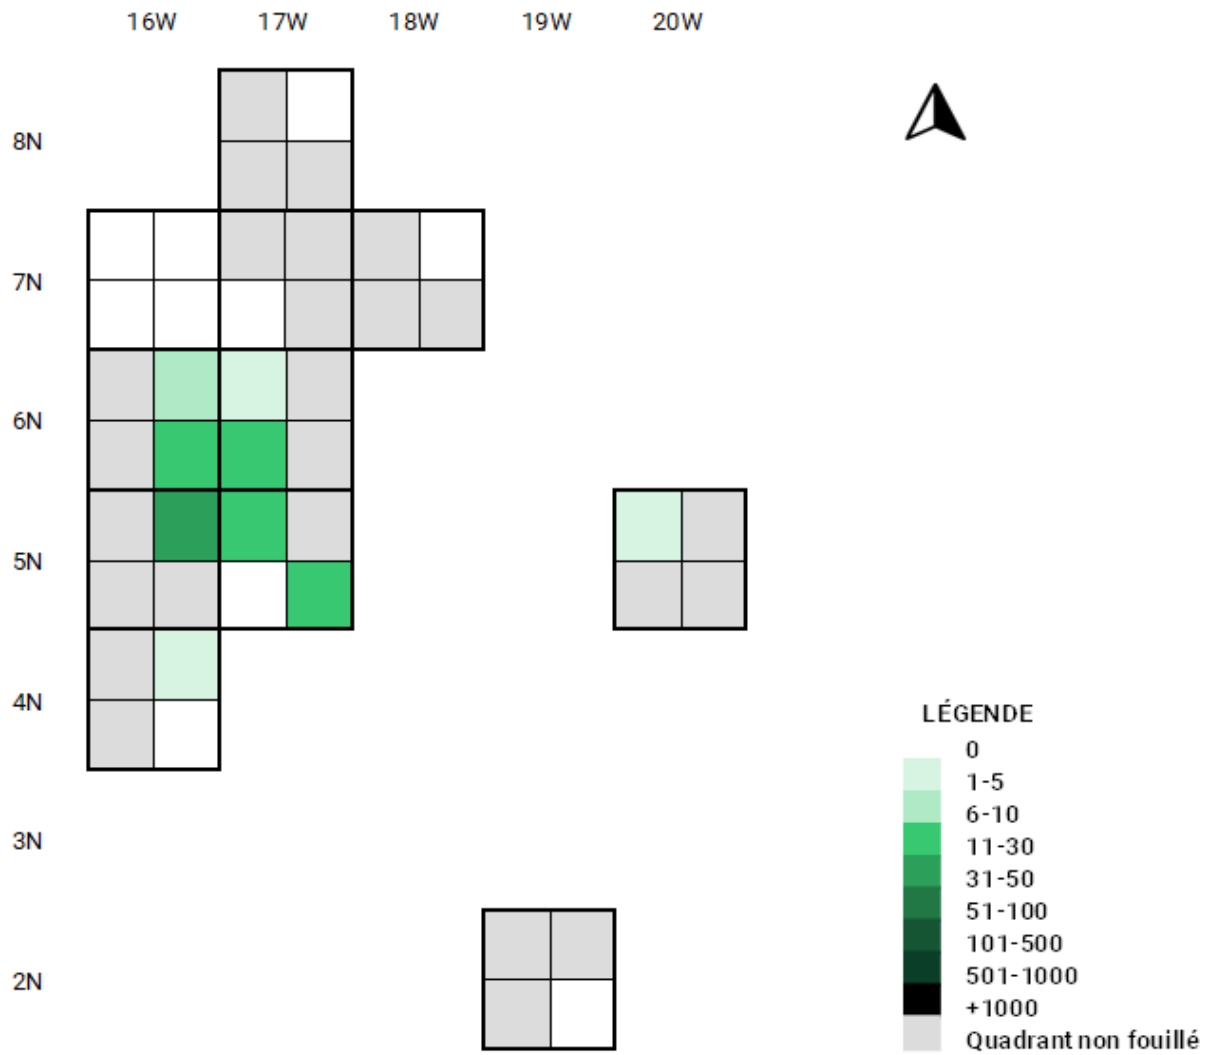 16W 17W 18W 19W 20W
8N
7N
6N
5N
4N
3N
2N
LÉGENDE
0
1-5
6-10
11-30
31-50
51-100
101-500
501-1000
+1000
Quadrant non fouillé